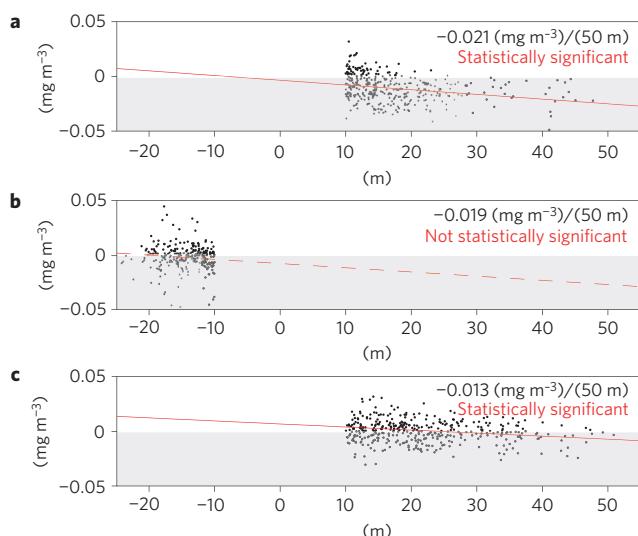 a
0.05
0
−0.05
(mg m⁻³)
−0.021 (mg m⁻³)/(50 m)
Statistically significant
−20 −10 0 10 20 30 40 50
(m)
b
0.05
0
−0.05
(mg m⁻³)
−0.019 (mg m⁻³)/(50 m)
Not statistically significant
−20 −10 0 10 20 30 40 50
(m)
c
0.05
0
−0.05
(mg m⁻³)
−0.013 (mg m⁻³)/(50 m)
Statistically significant
−20 −10 0 10 20 30 40 50
(m)